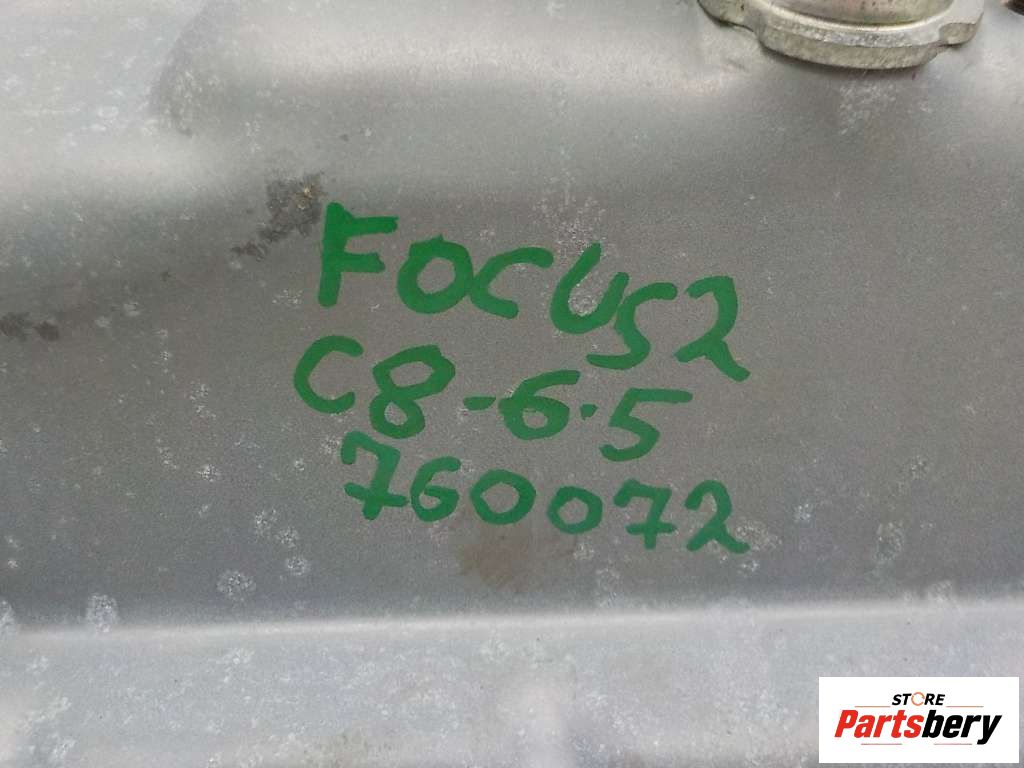 FOCUS2
C8-6.5
760072
STORE
Partsbery